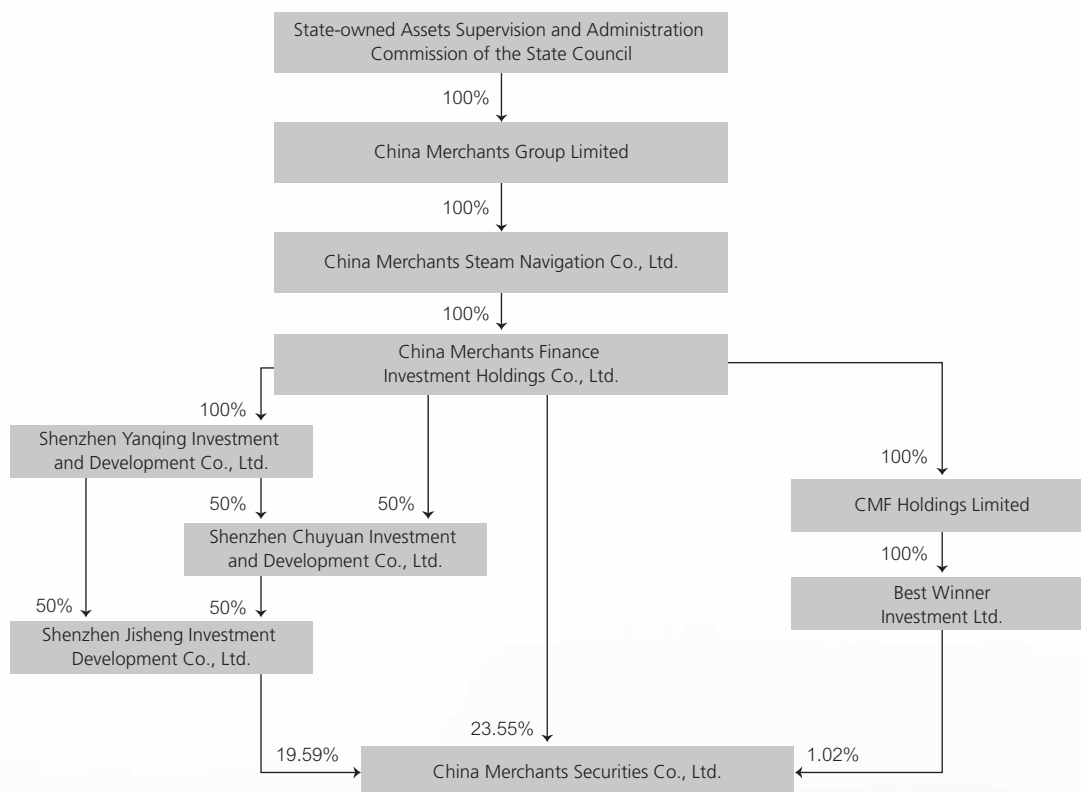 State-owned Assets Supervision and Administration
Commission of the State Council
100%
China Merchants Group Limited
100%
China Merchants Steam Navigation Co., Ltd.
100%
China Merchants Finance
Investment Holdings Co., Ltd.
100%
Shenzhen Yanqing Investment
and Development Co., Ltd.
100%
50%
50%
CMF Holdings Limited
Shenzhen Chuyuan Investment
and Development Co., Ltd.
100%
50%
50%
Best Winner
Investment Ltd.
Shenzhen Jisheng Investment
Development Co., Ltd.
23.55%
19.59%
1.02%
China Merchants Securities Co., Ltd.